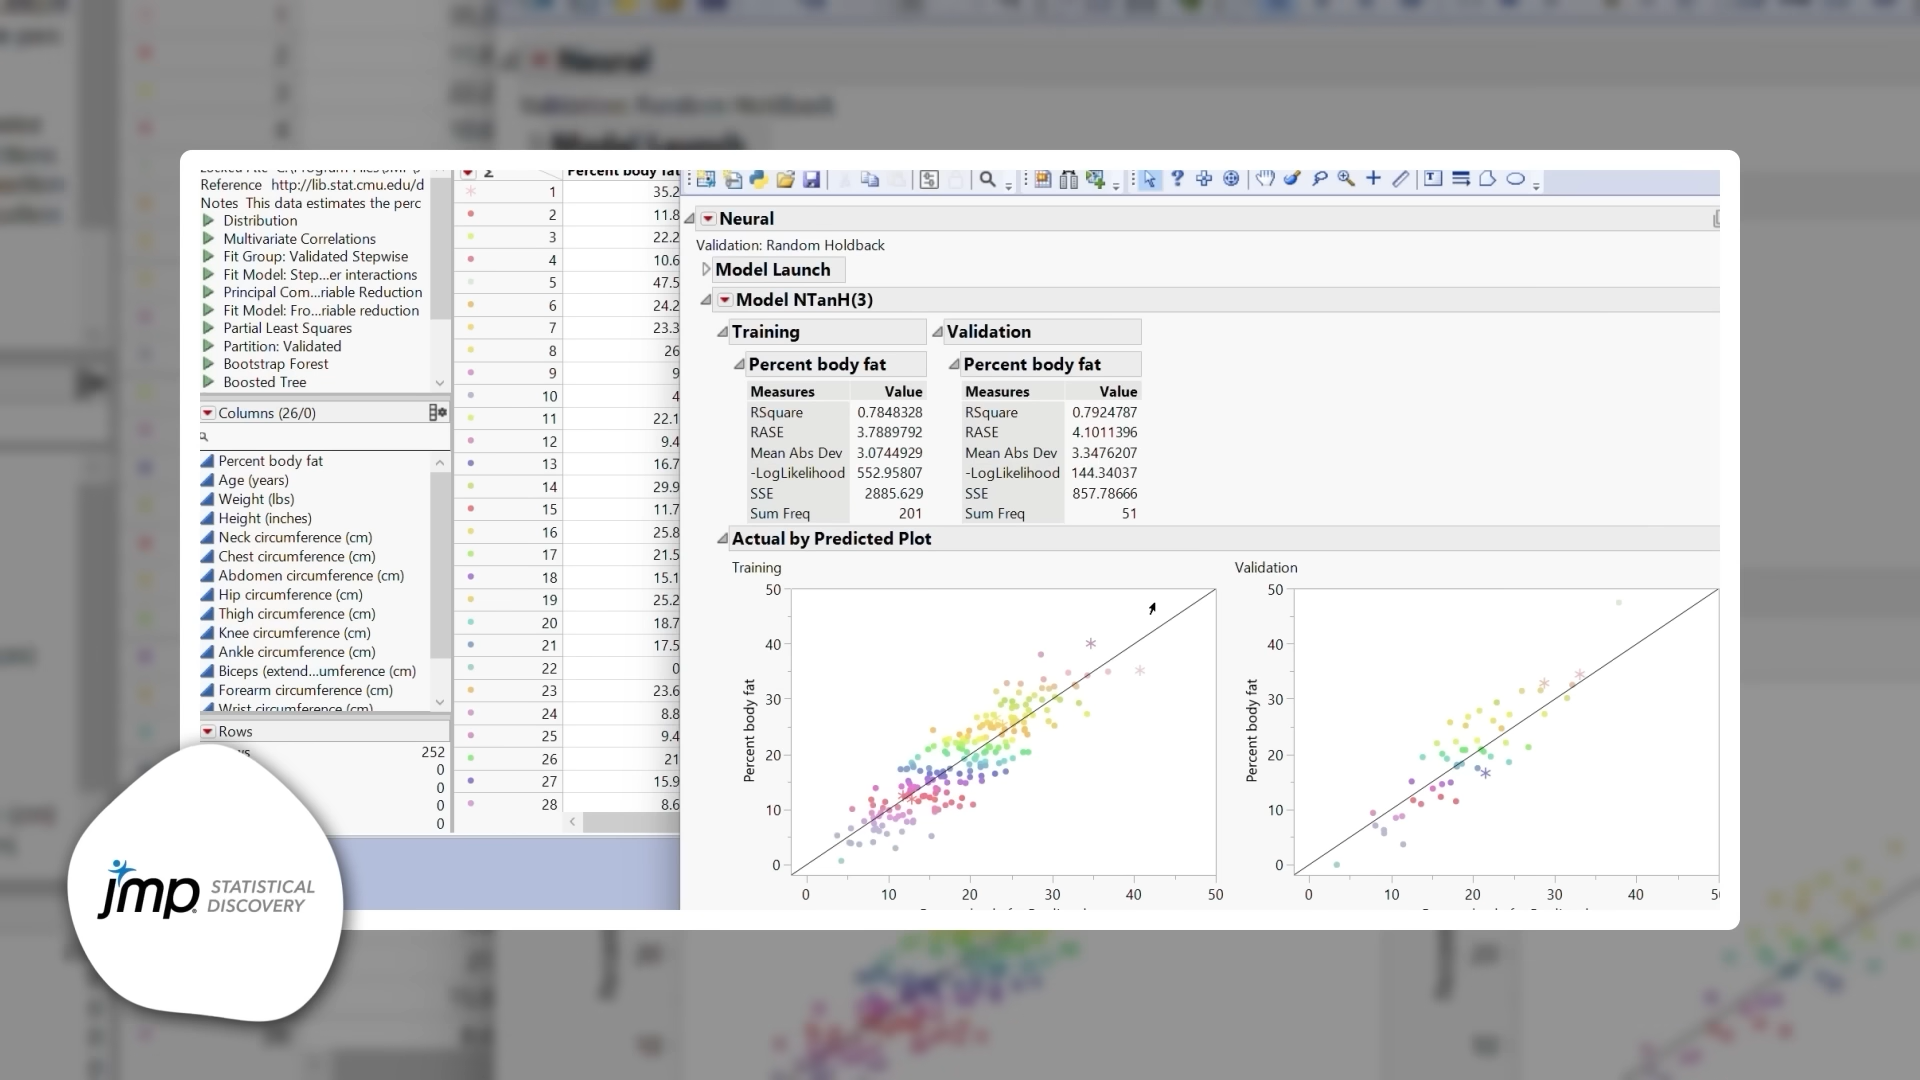 Reference http://lib.stat.cmu.edu/d
Notes This data estimates the perc
Distribution
Multivariate Correlations
Fit Group: Validated Stepwise
Fit Model: Step...er interactions
Principal Com...riable Reduction
Fit Model: Fro...riable reduction
Partial Least Squares
Partition: Validated
Bootstrap Forest
Boosted Tree
Columns (26/0)
Percent body fat
Age (years)
Weight (lbs)
Height (inches)
Neck circumference (cm)
Chest circumference (cm)
Abdomen circumference (cm)
Hip circumference (cm)
Thigh circumference (cm)
Knee circumference (cm)
Ankle circumference (cm)
Biceps (extend...umference (cm)
Forearm circumference (cm)
Wrist circumference (cm)
Rows
252
0
0
0
0
Percent body fat
1 35.2
2 11.8
3 22.2
4 10.6
5 47.5
6 24.2
7 23.3
8 26
9 9
10 4
11 22.1
12 9.4
13 16.7
14 29.9
15 11.7
16 25.8
17 21.5
18 15.1
19 25.2
20 18.7
21 17.5
22 0
23 23.6
24 8.8
25 9.4
26 21
27 15.9
28 8.6
Neural
Validation: Random Holdback
Model Launch
Model NTanH(3)
Training
Percent body fat
Measures Value
RSquare 0.7848328
RASE 3.7889792
Mean Abs Dev 3.0744929
-LogLikelihood 552.95807
SSE 2885.629
Sum Freq 201
Validation
Percent body fat
Measures Value
RSquare 0.7924787
RASE 4.1011396
Mean Abs Dev 3.3476207
-LogLikelihood 144.34037
SSE 857.78666
Sum Freq 51
Actual by Predicted Plot
Training
Percent body fat
50
40
30
20
10
0
0 10 20 30 40 50
Validation
Percent body fat
50
40
30
20
10
0
0 10 20 30 40
jmp STATISTICAL
DISCOVERY